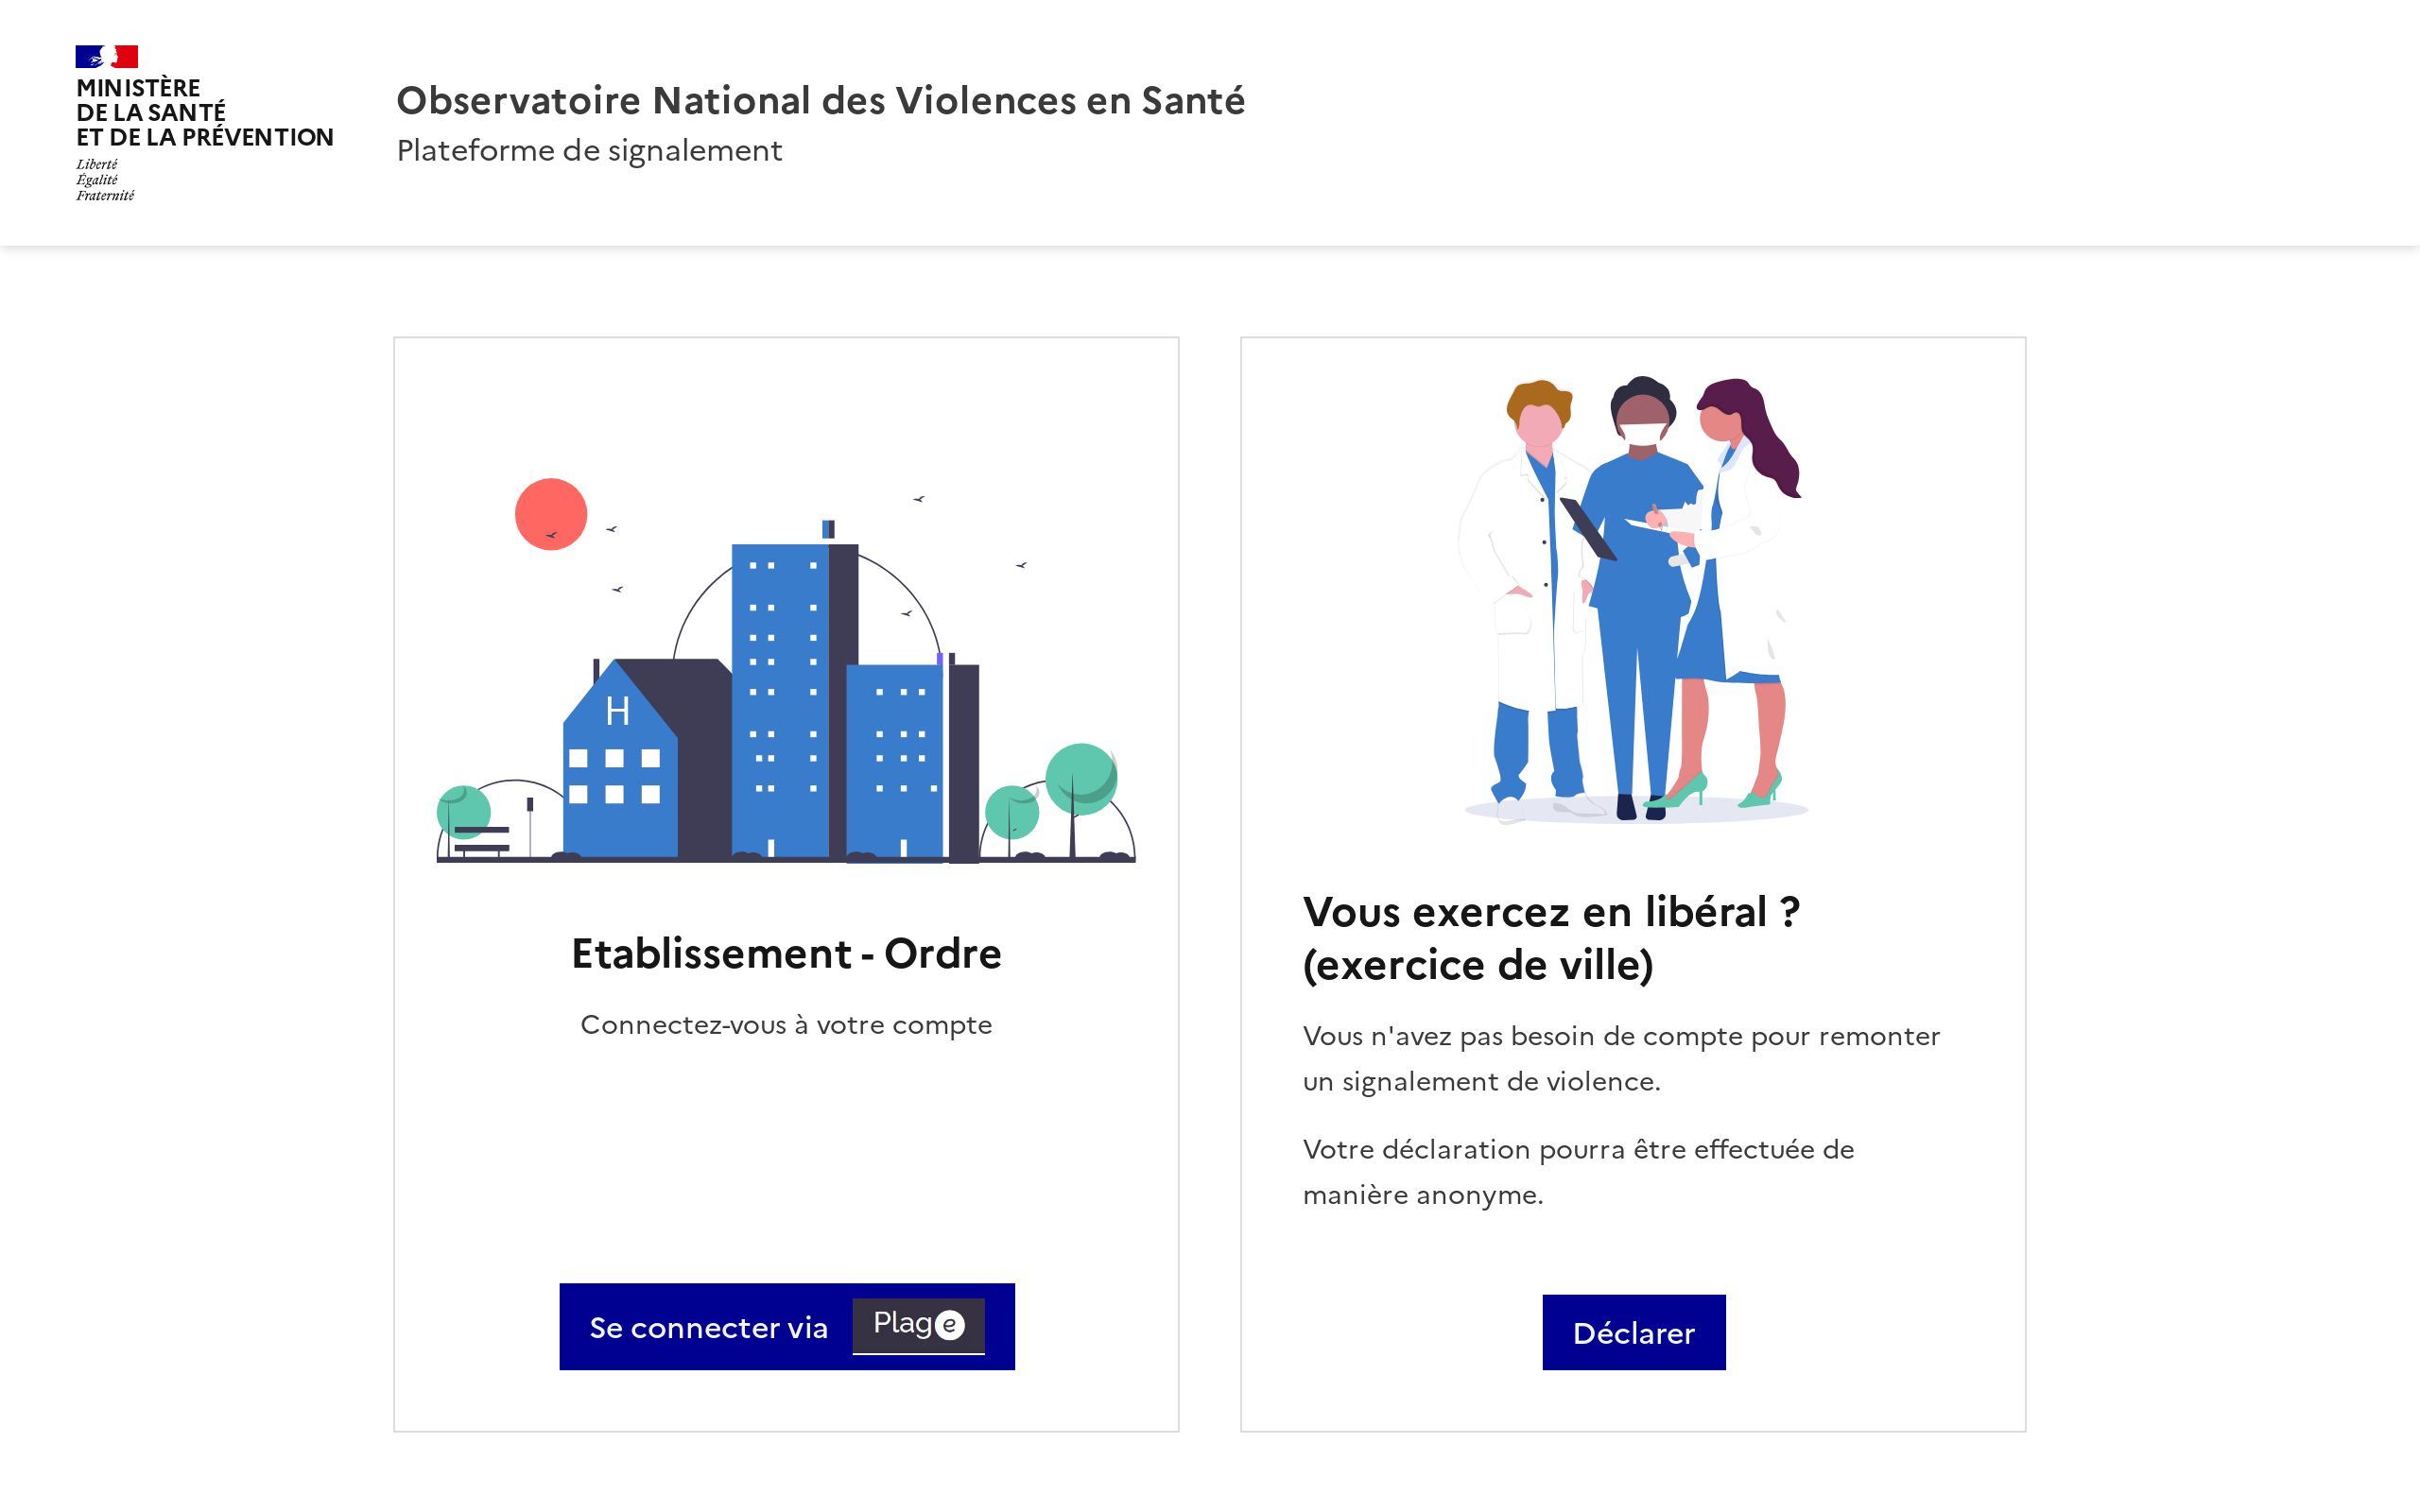 MINISTÈRE
DE LA SANTÉ
ET DE LA PRÉVENTION
Liberté
Égalité
Fraternité
Observatoire National des Violences en Santé
Plateforme de signalement
H
Etablissement - Ordre
Connectez-vous à votre compte
Se connecter via Plage
Vous exercez en libéral ?
(exercice de ville)
Vous n'avez pas besoin de compte pour remonter
un signalement de violence.
Votre déclaration pourra être effectuée de
manière anonyme.
Déclarer